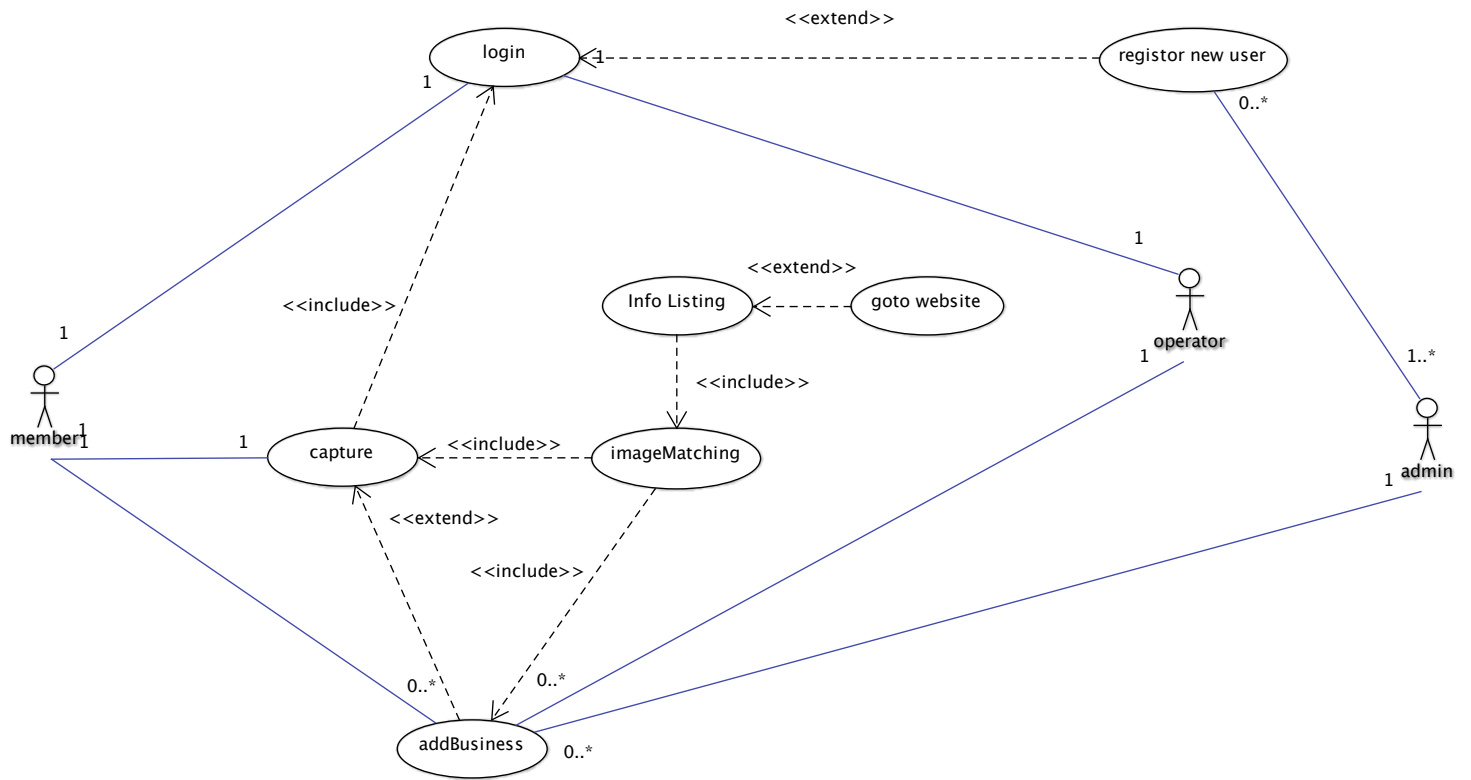 <<extend>>
login
1
registor new user
1
0..*
1
<<extend>>
Info Listing
goto website
<<include>>
operator
1
1
1..*
<<include>>
member
1
1
1
<<include>>
capture
imageMatching
admin
1
<<extend>>
<<include>>
0..*
0..*
addBusiness
0..*